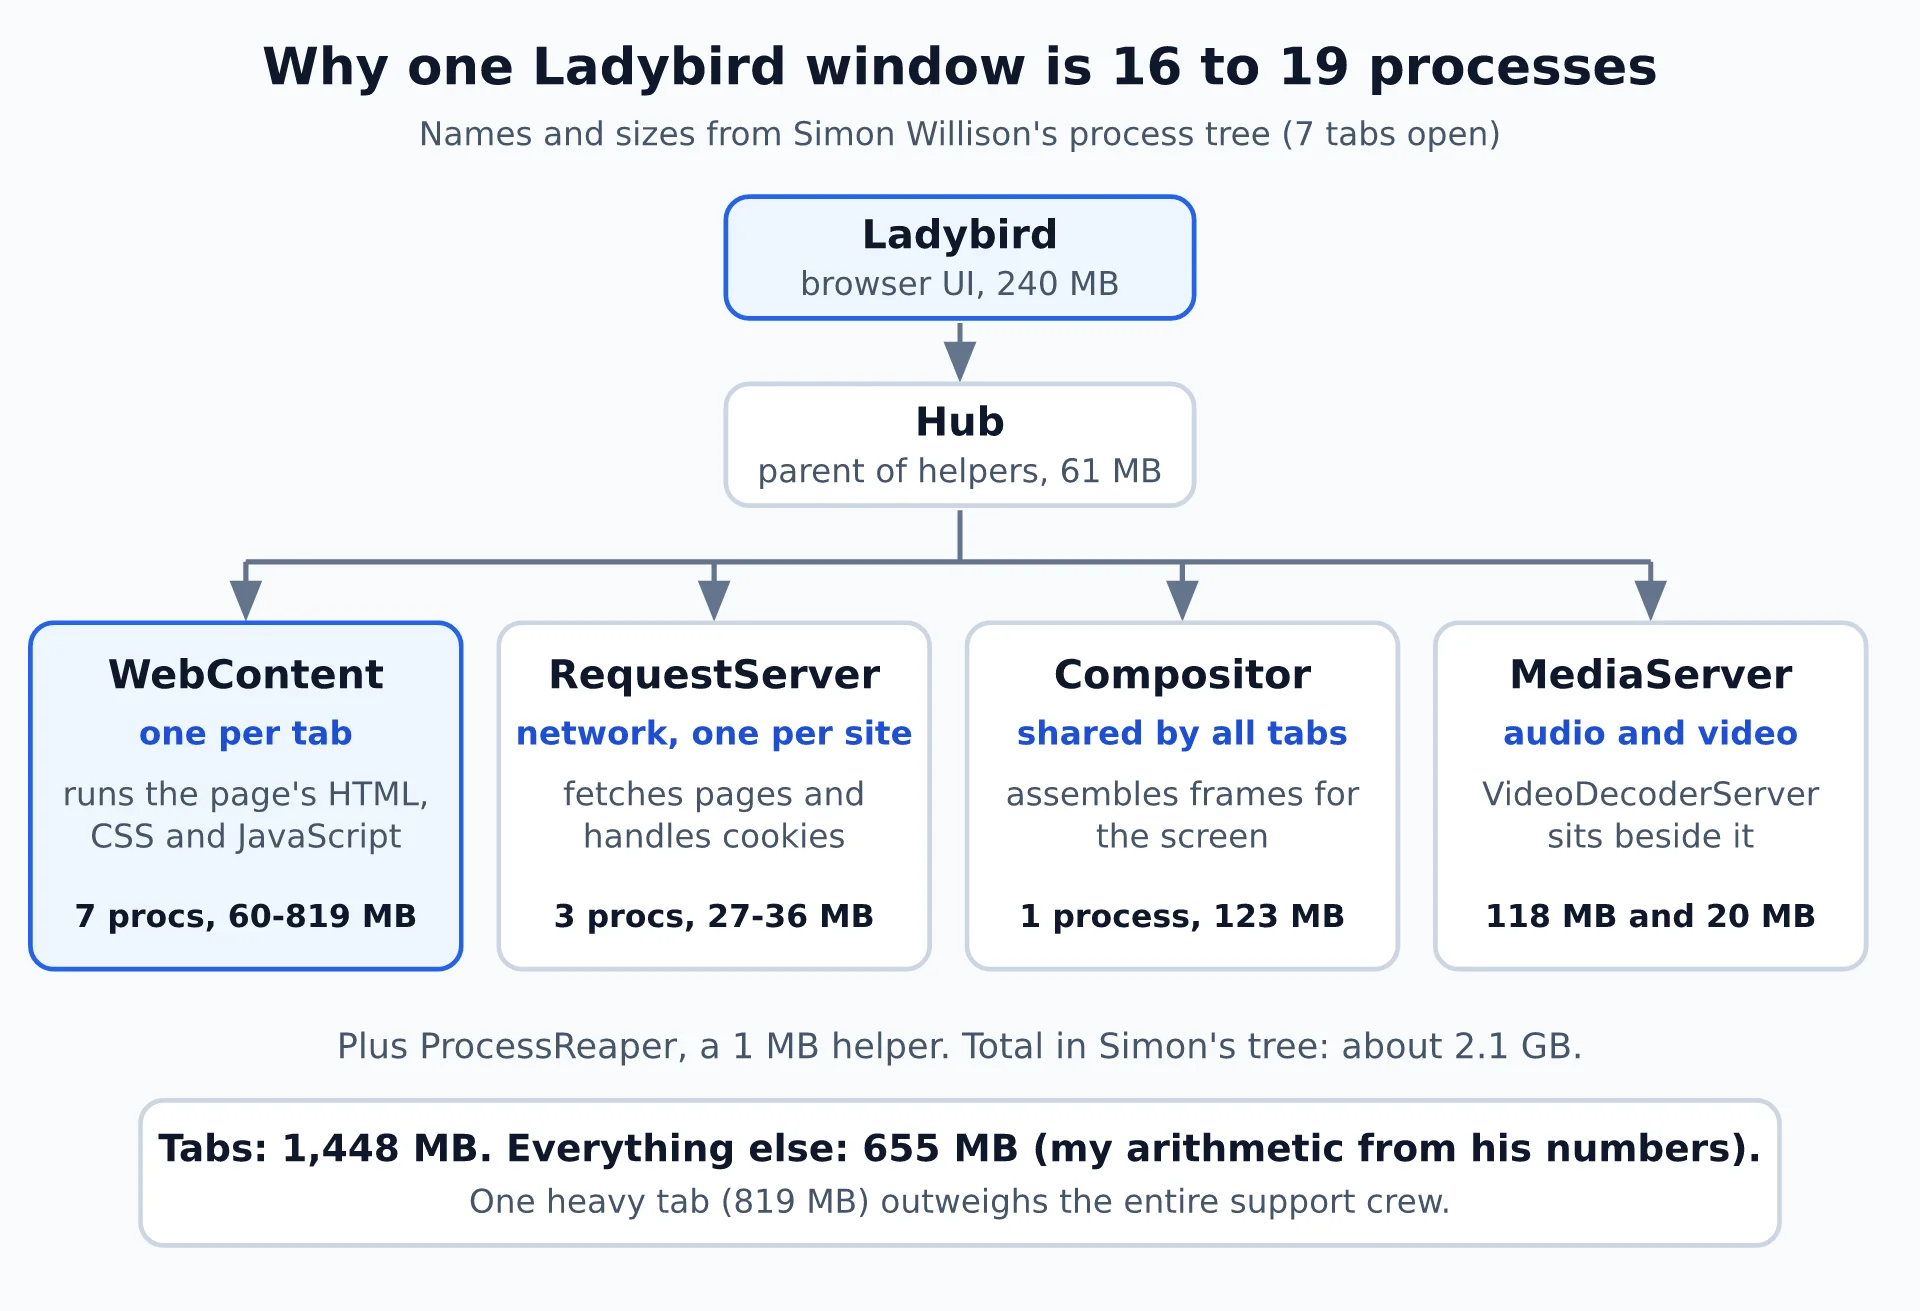 Why one Ladybird window is 16 to 19 processes
Names and sizes from Simon Willison's process tree (7 tabs open)
Ladybird
browser UI, 240 MB
Hub
parent of helpers, 61 MB
WebContent
one per tab
runs the page's HTML,
CSS and JavaScript
7 procs, 60-819 MB
RequestServer
network, one per site
fetches pages and
handles cookies
3 procs, 27-36 MB
Compositor
shared by all tabs
assembles frames for
the screen
1 process, 123 MB
MediaServer
audio and video
VideoDecoderServer
sits beside it
118 MB and 20 MB
Plus ProcessReaper, a 1 MB helper. Total in Simon's tree: about 2.1 GB.
Tabs: 1,448 MB. Everything else: 655 MB (my arithmetic from his numbers).
One heavy tab (819 MB) outweighs the entire support crew.